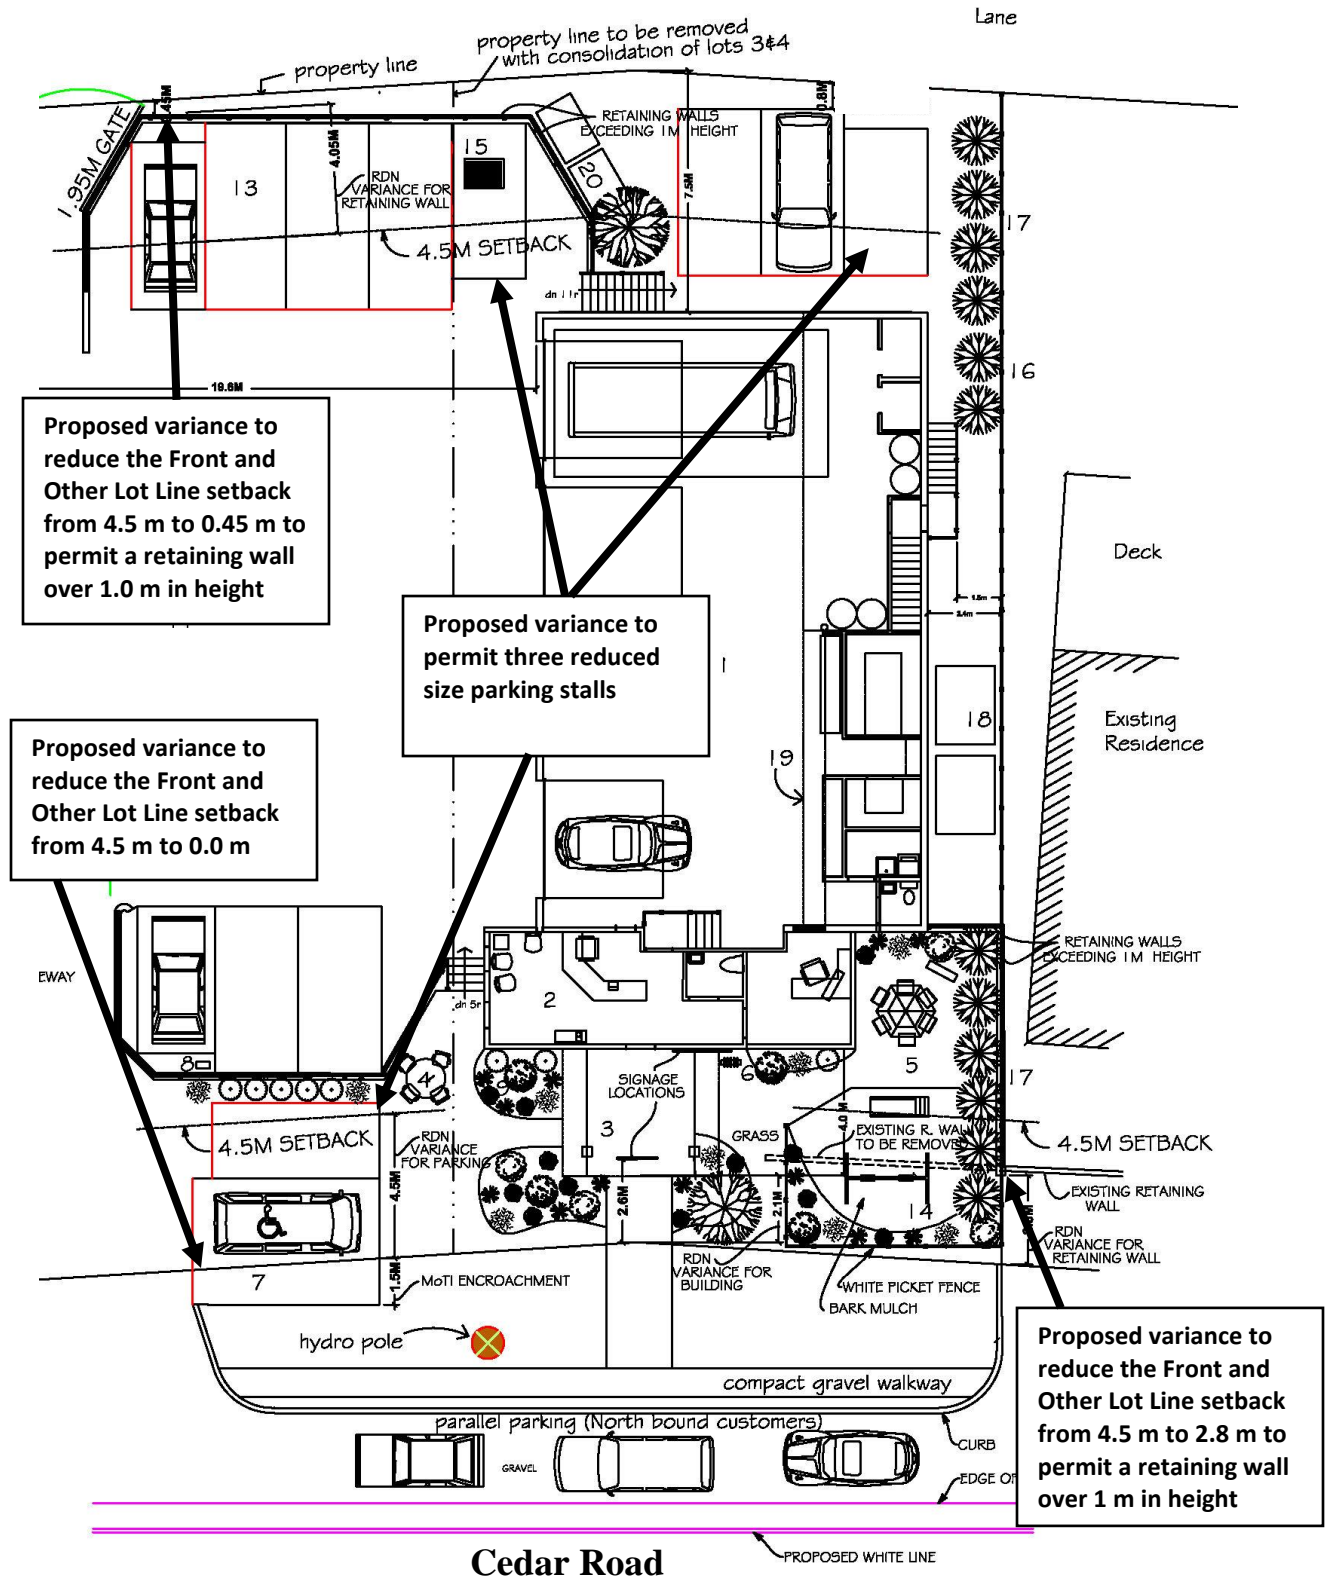 Lane
property line to be removed
with consolidation of lots 3&4
property line
0.45M
0.8M
RETAINING WALLS
EXCEEDING 1M HEIGHT
1.95M GATE
4.05M
15
20
13
RDN
VARIANCE FOR
RETAINING WALL
7.5M
17
4.5M SETBACK
dn 11r
16
19.6M
Proposed variance to
reduce the Front and
Other Lot Line setback
from 4.5 m to 0.45 m to
permit a retaining wall
over 1.0 m in height
Deck
Proposed variance to
permit three reduced
size parking stalls
1
18
Existing
Residence
Proposed variance to
reduce the Front and
Other Lot Line setback
from 4.5 m to 0.0 m
19
EWAY
RETAINING WALLS
EXCEEDING 1M HEIGHT
dn 5r
2
8
4
9
6
5
17
SIGNAGE
LOCATIONS
3
GRASS
4.0 M
EXISTING R. WALL
TO BE REMOVED
4.5M SETBACK
4.5M SETBACK
RDN
VARIANCE
FOR PARKING
4.5M
2.6M
2.1M
14
EXISTING RETAINING
WALL
RDN
VARIANCE FOR
RETAINING WALL
7
1.5M
MoTI ENCROACHMENT
RDN
VARIANCE FOR
BUILDING
WHITE PICKET FENCE
BARK MULCH
hydro pole
Proposed variance to
reduce the Front and
Other Lot Line setback
from 4.5 m to 2.8 m to
permit a retaining wall
over 1 m in height
compact gravel walkway
parallel parking (North bound customers)
CURB
GRAVEL
EDGE OF
PROPOSED WHITE LINE
Cedar Road